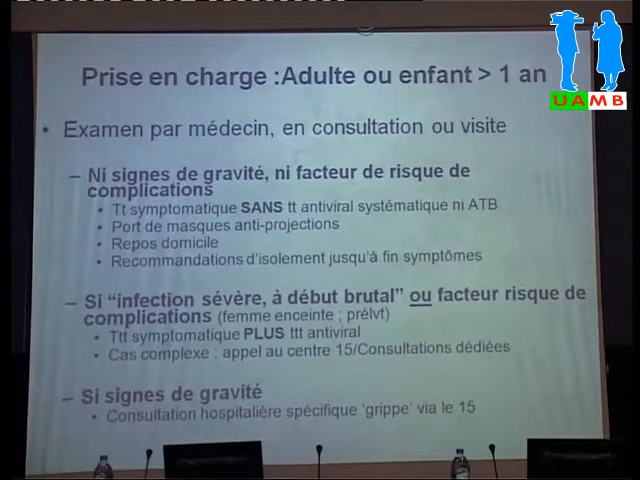 Prise en charge :Adulte ou enfant > 1 an
UAMB
• Examen par médecin, en consultation ou visite
– Ni signes de gravité, ni facteur de risque de
complications
• Tt symptomatique SANS tt antiviral systématique ni ATB
• Port de masques anti-projections
• Repos domicile
• Recommandations d'isolement jusqu'à fin symptômes
– Si "infection sévère, à début brutal" ou facteur risque de
complications (femme enceinte ; prélvt)
• Ttt symptomatique PLUS ttt antiviral
• Cas complexe : appel au centre 15/Consultations dédiées
– Si signes de gravité
• Consultation hospitalière spécifique 'grippe' via le 15